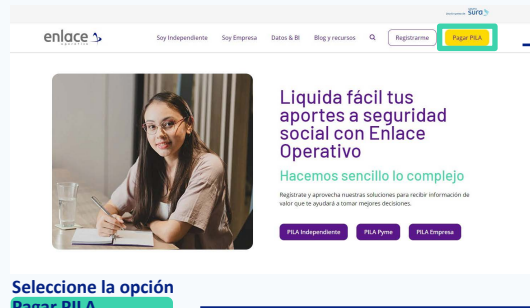 sura
enlace
operativo
Soy Independiente Soy Empresa Datos & BI Blog y recursos Registrarme Pagar PILA
Liquida fácil tus
aportes a seguridad
social con Enlace
Operativo
Hacemos sencillo lo complejo
Regístrate y aprovecha nuestras soluciones para recibir información de
valor que te ayudará a tomar mejores decisiones.
PILA Independiente PILA Pyme PILA Empresa
Seleccione la opción
Pagar PILA